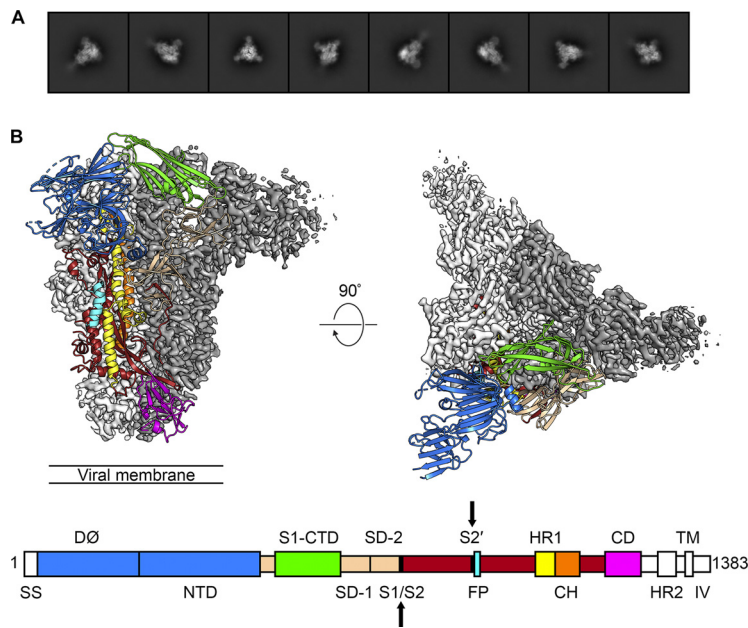 A
B
90°
Viral membrane
DØ S1-CTD SD-2 S2′ HR1 CD TM
1 1383
SS NTD SD-1 S1/S2 FP CH HR2 IV